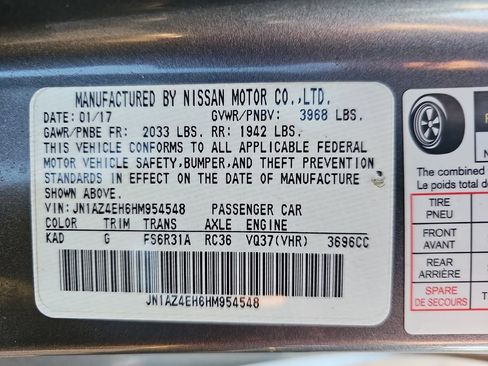 MANUFACTURED BY NISSAN MOTOR CO.,LTD.
DATE: 01/17 GVWR/PNBV: 3968 LBS.
GAWR/PNBE FR: 2033 LBS. RR: 1942 LBS.
THIS VEHICLE CONFORMS TO ALL APPLICABLE FEDERAL
MOTOR VEHICLE SAFETY,BUMPER,AND THEFT PREVENTION
STANDARDS IN EFFECT ON THE DATE OF MANUFACTURE
SHOWN ABOVE.
VIN: JN1AZ4EH6HM954548 PASSENGER CAR
COLOR TRIM TRANS AXLE ENGINE
KAD G FS6R31A RC36 VQ37(VHR) 3696CC
JN1AZ4EH6HM954548
The combined
Le poids total d
TIRE
PNEU
FRONT
AVANT
REAR
ARRIÈRE
SPARE
DE SECOURS